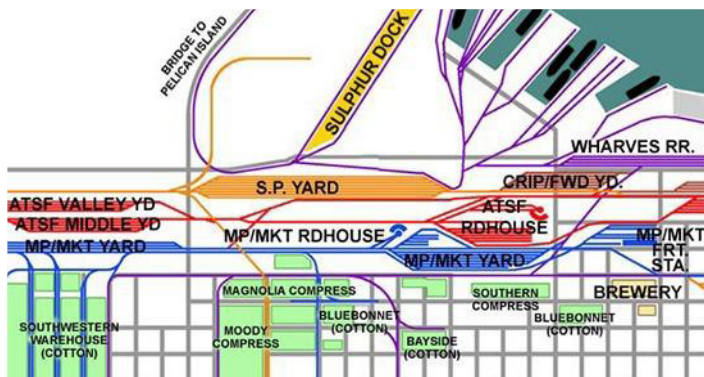 BRIDGE TO
PELICAN ISLAND
SULPHUR DOCK
WHARVES RR.
S.P. YARD
CRIP/FWD YD.
ATSF VALLEY YD
ATSF
RDHOUSE
ATSF MIDDLE YD
MP/MKT RDHOUSE
MP/MKT
FRT.
STA.
MP/MKT YARD
MP/MKT YARD
MAGNOLIA COMPRESS
SOUTHERN
COMPRESS
BREWERY
SOUTHWESTERN
WAREHOUSE
(COTTON)
MOODY
COMPRESS
BLUEBONNET
(COTTON)
BAYSIDE
(COTTON)
BLUEBONNET
(COTTON)